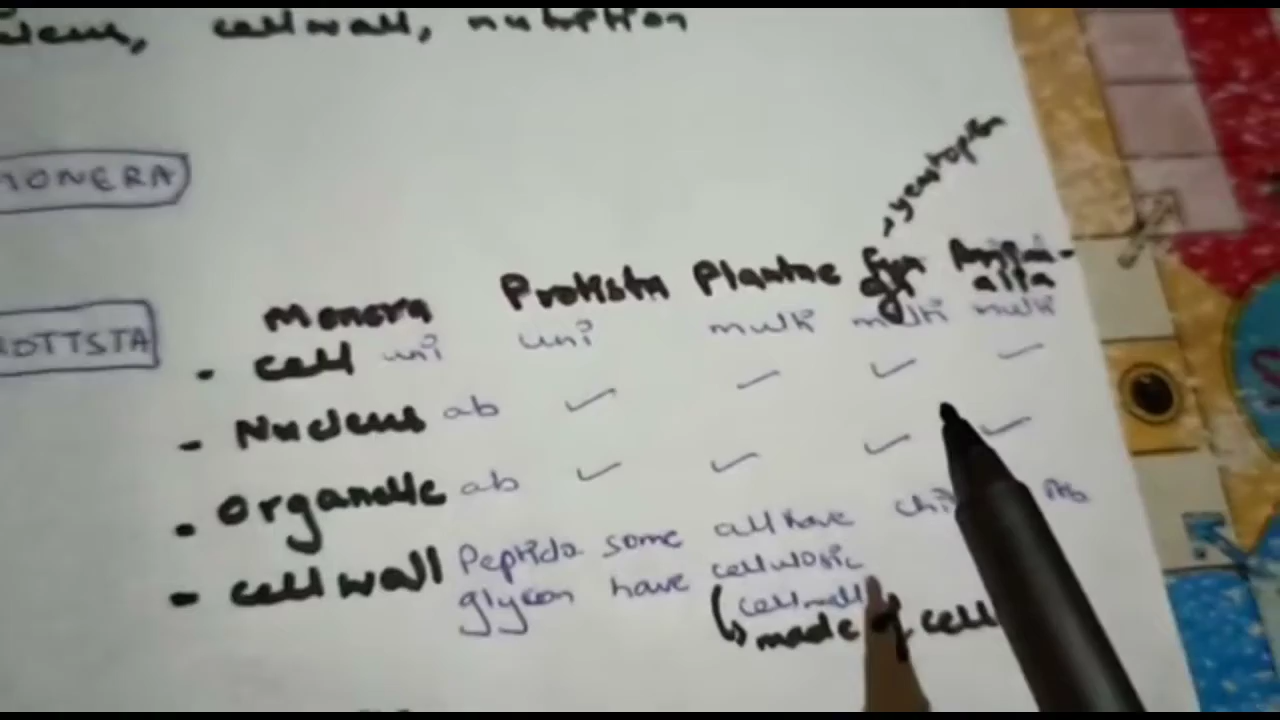 cell wall, nutrition
MONERA
Monera Protista Plantae fungi Animalia
• cell uni uni multi multi multi
- Nucleus ab ✓ ✓ ✓ ✓
• organelle ab ✓ ✓ ✓ ✓
- cell wall Peptido some all have Ab
glycan have cellulosic
cell wall
made of cell